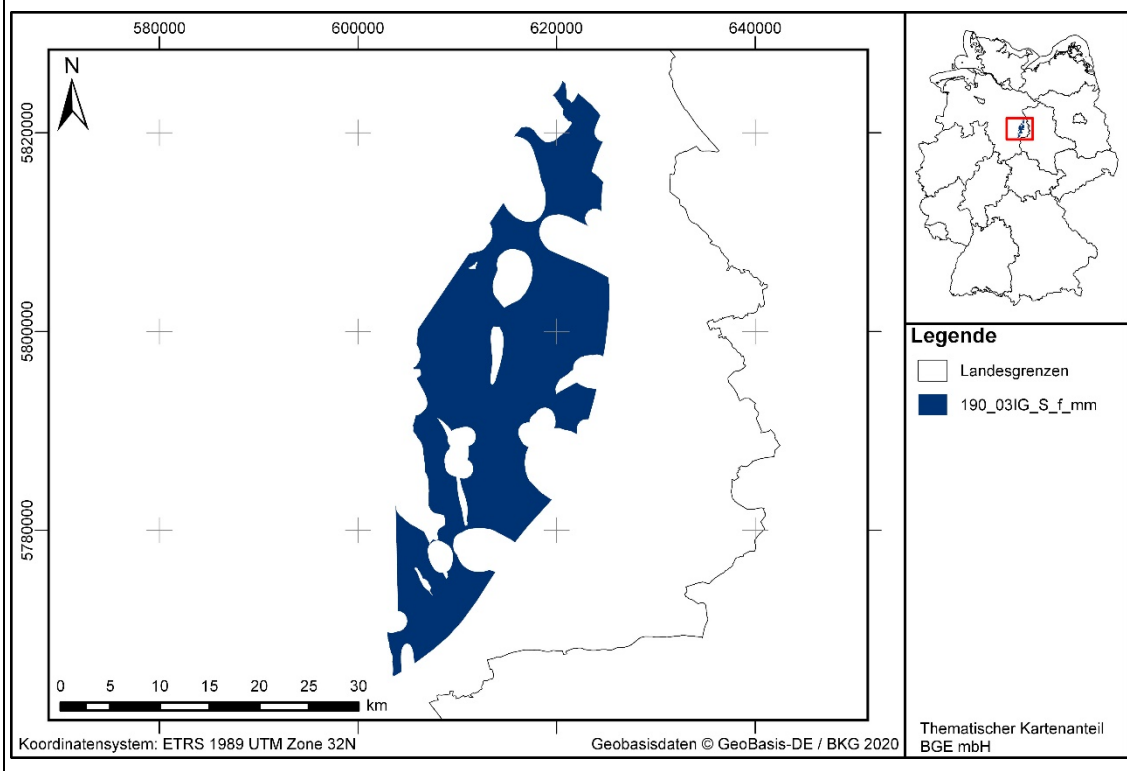 580000
600000
620000
640000
N
5820000
5800000
5780000
0
5
10
15
20
25
30
km
Koordinatensystem: ETRS 1989 UTM Zone 32N
Geobasisdaten © GeoBasis-DE / BKG 2020
Legende
Landesgrenzen
190_03IG_S_f_mm
Thematischer Kartenanteil
BGE mbH